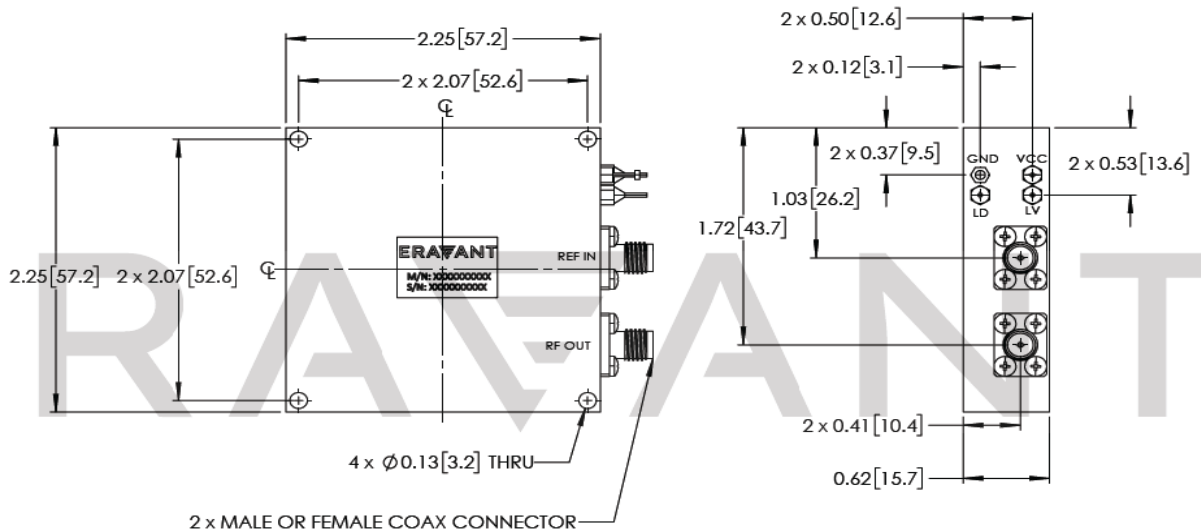 2.25[57.2]
2 x 2.07[52.6]
℄
2.25[57.2]
2 x 2.07[52.6]
℄
ERAVANT
M/N: XXXXXXXXXX
S/N: XXXXXXXXXX
REF IN
RF OUT
4 x Ø0.13[3.2] THRU
2 x MALE OR FEMALE COAX CONNECTOR
2 x 0.50[12.6]
2 x 0.12[3.1]
2 x 0.37[9.5]
GND VCC
2 x 0.53[13.6]
1.03[26.2]
LD LV
1.72[43.7]
2 x 0.41[10.4]
0.62[15.7]
RAVANT